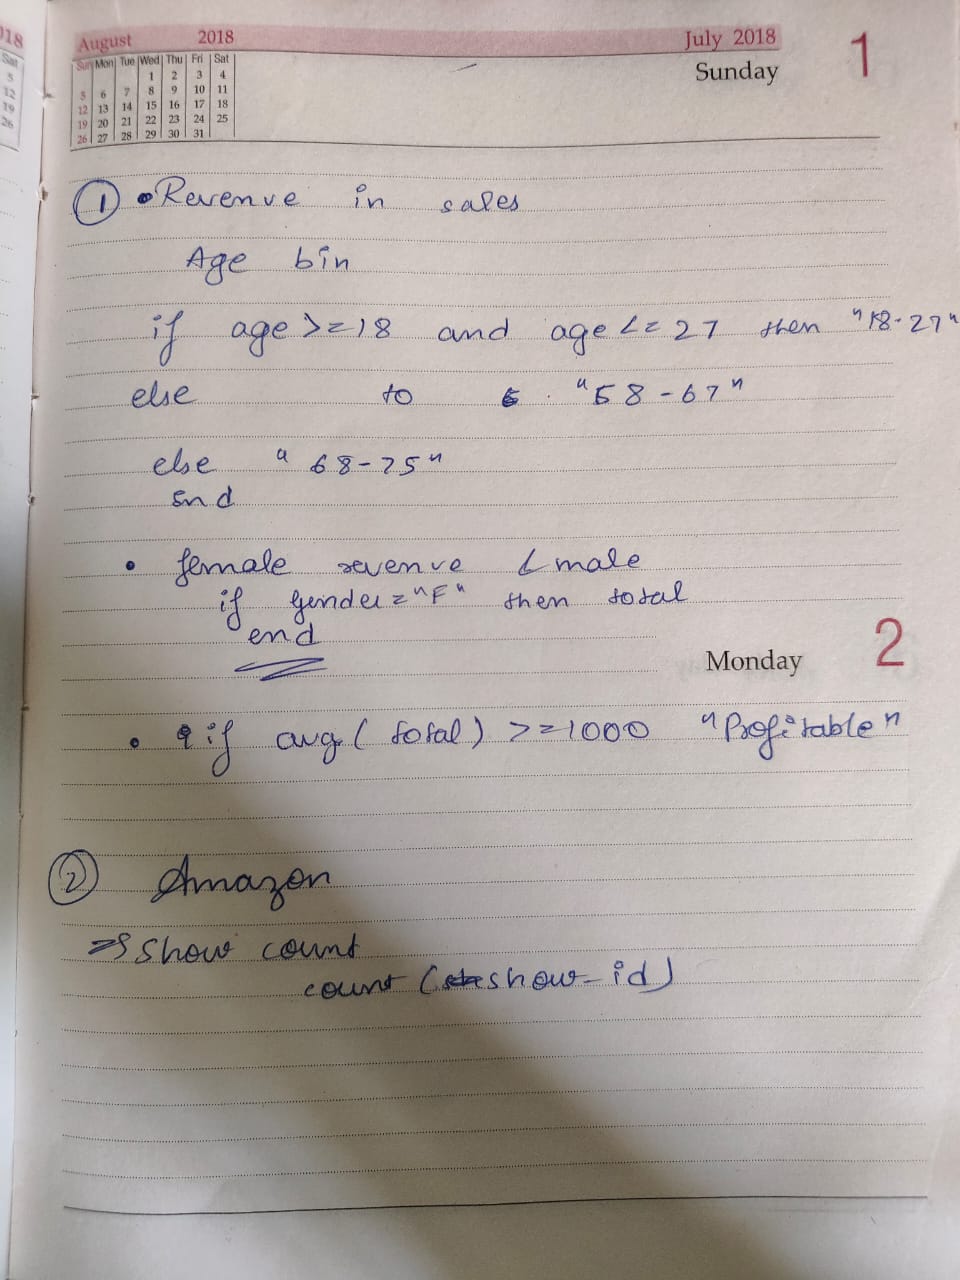 018
Sat
5
12
19
26
August 2018
Sun Mon Tue Wed Thu Fri Sat
1 2 3 4
5 6 7 8 9 10 11
12 13 14 15 16 17 18
19 20 21 22 23 24 25
26 27 28 29 30 31
July 2018
Sunday
1
① • Revenue in sales
Age bin
if age >= 18 and age <= 27 then "18-27"
else to "58-67"
else "68-75"
End
• female revenue < male
if gender = "F" then total
end
Monday
2
• if avg (total) >= 1000 "Profitable"
② Amazon
=> Show count
count (show-id)